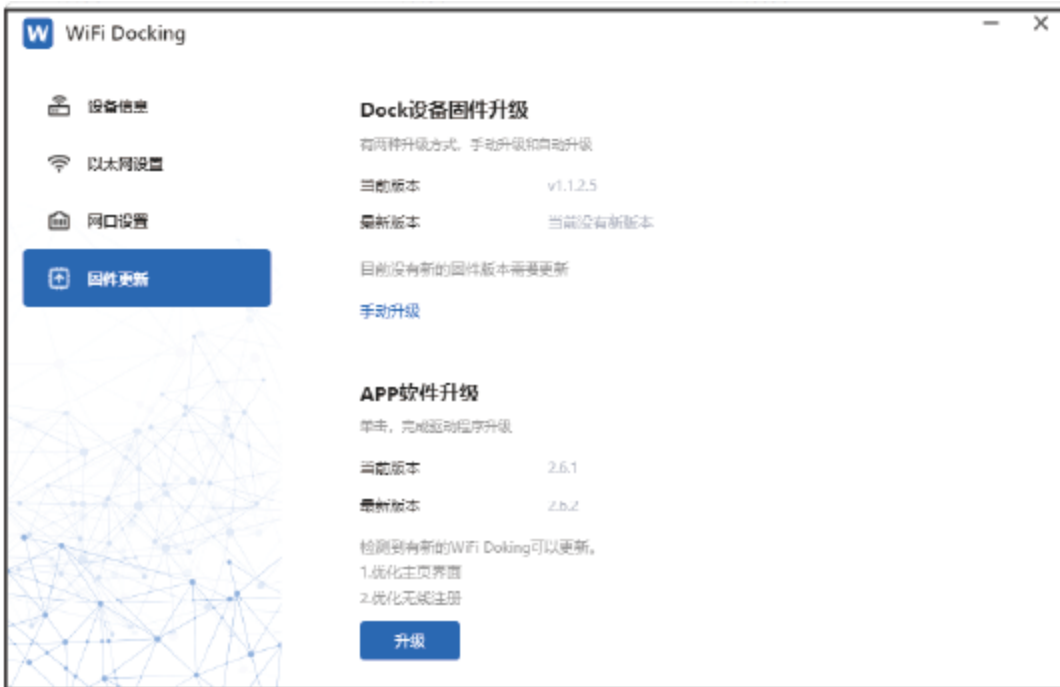 W WiFi Docking
设备信息
以太网设置
网口设置
固件更新
Dock设备固件升级
有两种升级方式，手动升级和自动升级
当前版本 v1.1.2.5
最新版本 当前没有新版本
目前没有新的固件版本需要更新
手动升级
APP软件升级
单击，完成驱动程序升级
当前版本 2.6.1
最新版本 2.6.2
检测到有新的WiFi Doking可以更新。
1.优化主页界面
2.优化无线注册
升级